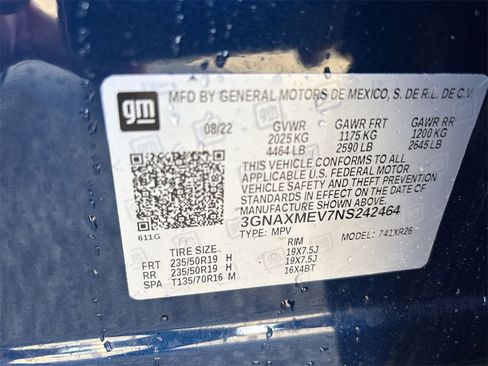 gm
MFD BY GENERAL MOTORS DE MEXICO, S. DE R.L. DE C.V.
08/22 GVWR GAWR FRT GAWR RR
2025 KG 1175 KG 1200 KG
4464 LB 2590 LB 2645 LB
THIS VEHICLE CONFORMS TO ALL
APPLICABLE U.S. FEDERAL MOTOR
VEHICLE SAFETY AND THEFT PREVENTION
STANDARDS IN EFFECT ON THE DATE OF
MANUFACTURE SHOWN ABOVE.
3GNAXMEV7NS242464
611G TYPE: MPV MODEL: 741XR26
TIRE SIZE RIM
FRT 235/50R19 H 19X7.5J
RR 235/50R19 H 19X7.5J
SPA T135/70R16 M 16X4BT